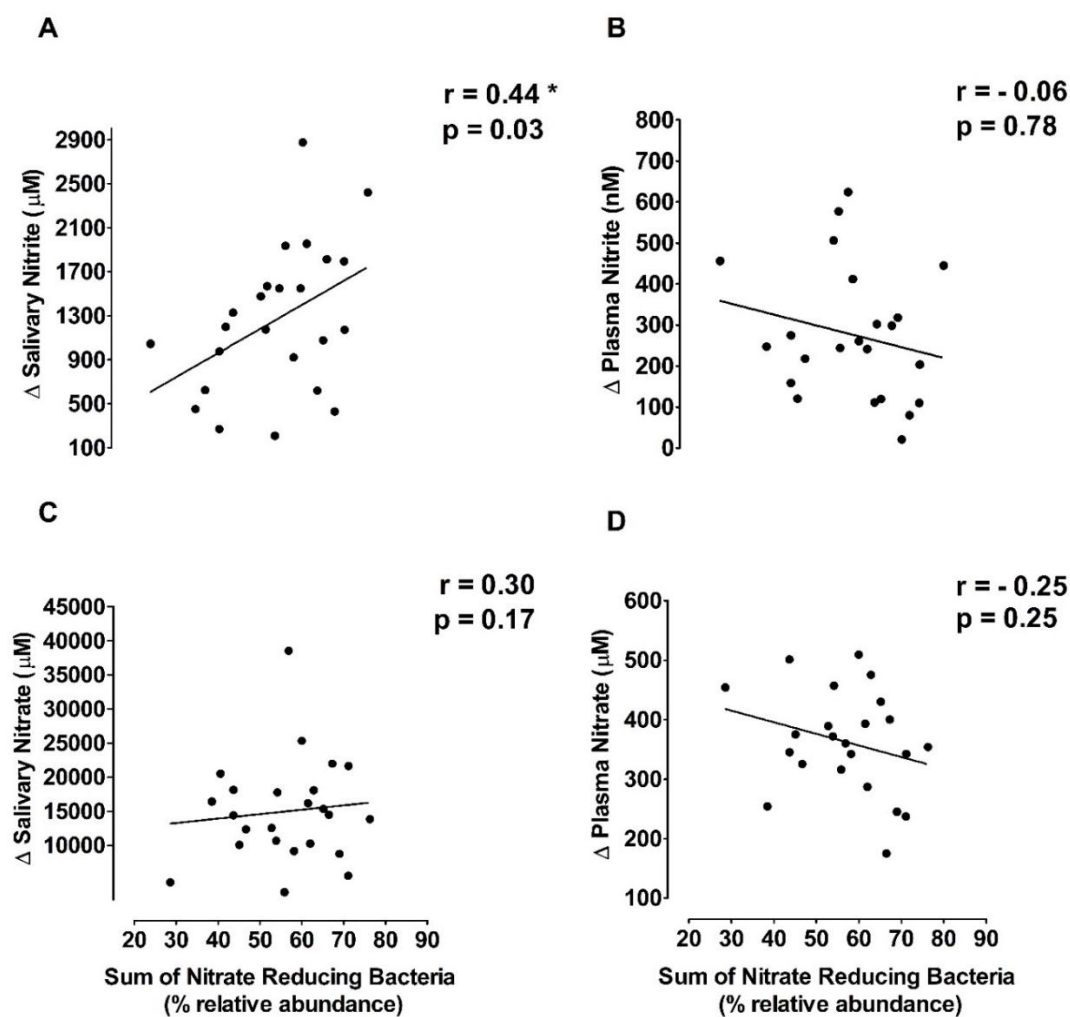 A
r = 0.44 *
p = 0.03
Δ Salivary Nitrite (μM)
2900
2500
2100
1700
1300
900
500
100
B
r = - 0.06
p = 0.78
Δ Plasma Nitrite (nM)
800
700
600
500
400
300
200
100
0
C
r = 0.30
p = 0.17
Δ Salivary Nitrate (μM)
45000
40000
35000
30000
25000
20000
15000
10000
20 30 40 50 60 70 80 90
Sum of Nitrate Reducing Bacteria
(% relative abundance)
D
r = - 0.25
p = 0.25
Δ Plasma Nitrate (μM)
600
500
400
300
200
100
20 30 40 50 60 70 80 90
Sum of Nitrate Reducing Bacteria
(% relative abundance)